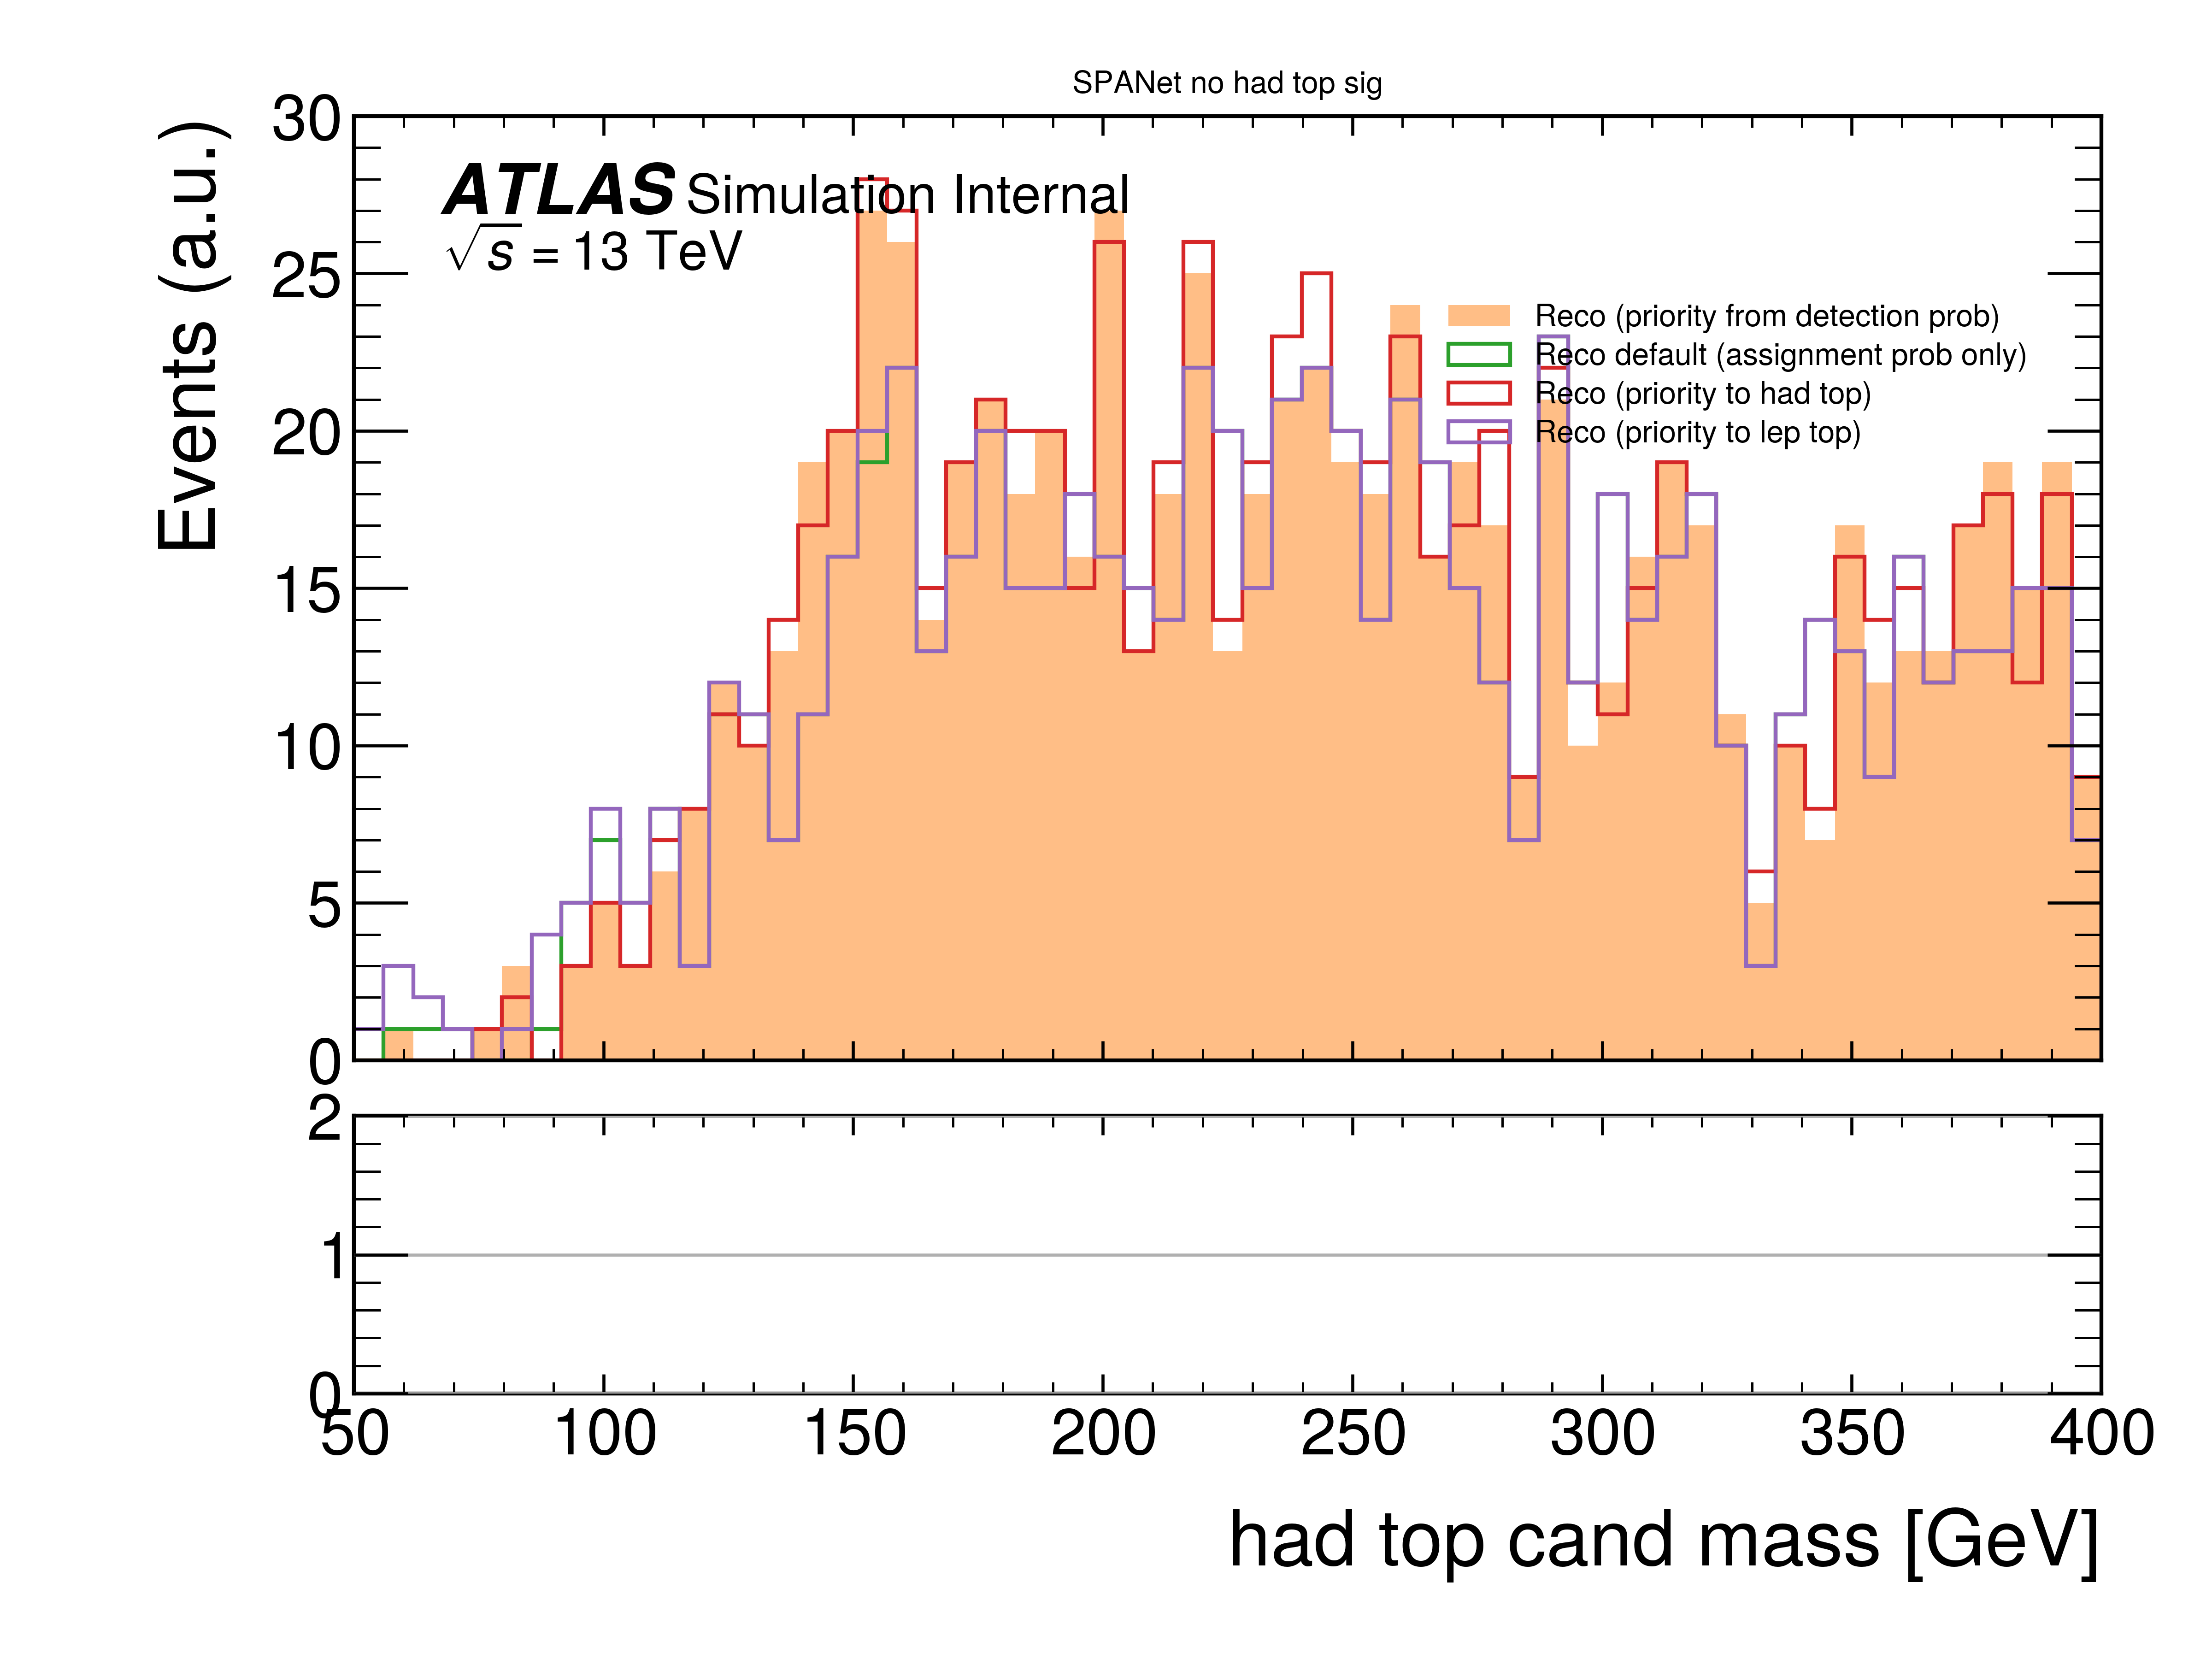 SPANet no had top sig
ATLAS Simulation Internal
√s = 13 TeV
Events (a.u.)
30
25
20
15
10
5
0
Reco (priority from detection prob)
Reco default (assignment prob only)
Reco (priority to had top)
Reco (priority to lep top)
2
1
0
50 100 150 200 250 300 350 400
had top cand mass [GeV]